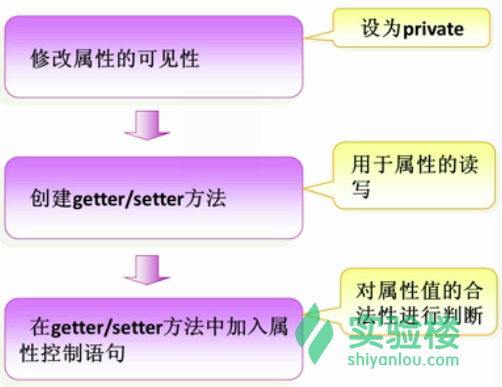 修改属性的可见性
设为private
创建getter/setter方法
用于属性的读
写
在getter/setter方法中加入属
性控制语句
对属性值的合
法性进行判断
实验楼
shiyanlou.com